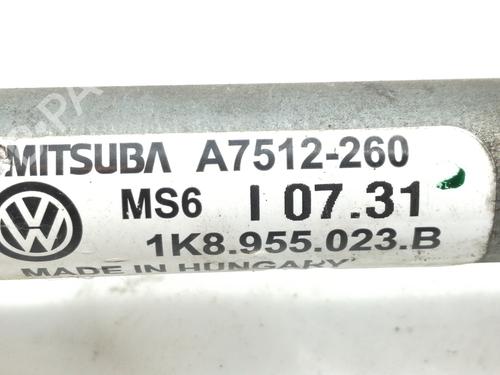 MITSUBA A7512-260
MS6 I 07.31
1K8.955.023.B
MADE IN HUNGARY